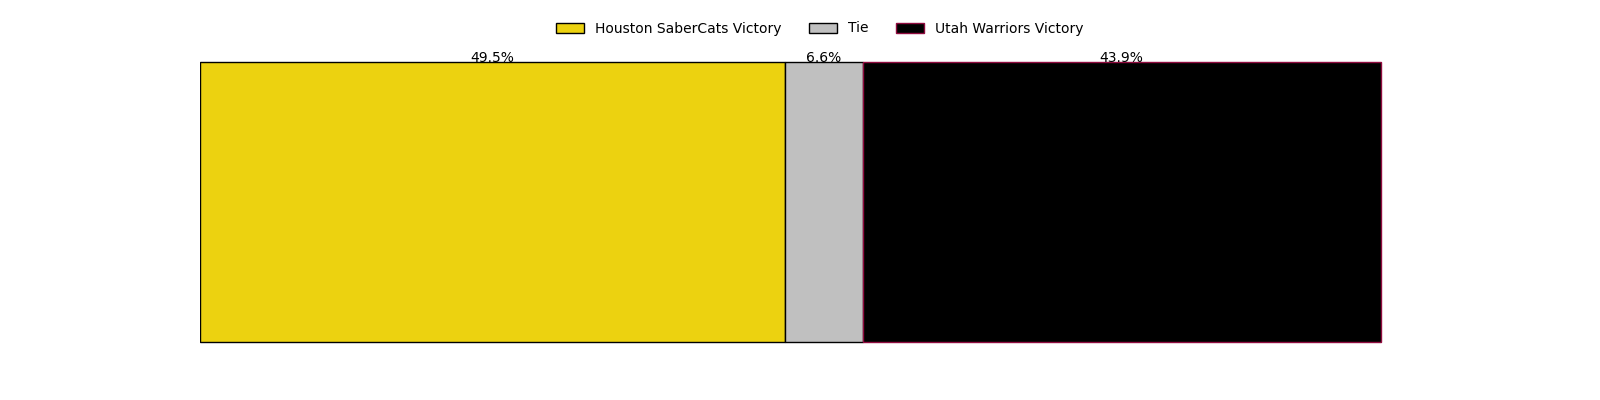 Houston SaberCats Victory Tie Utah Warriors Victory
49.5% 6.6% 43.9%